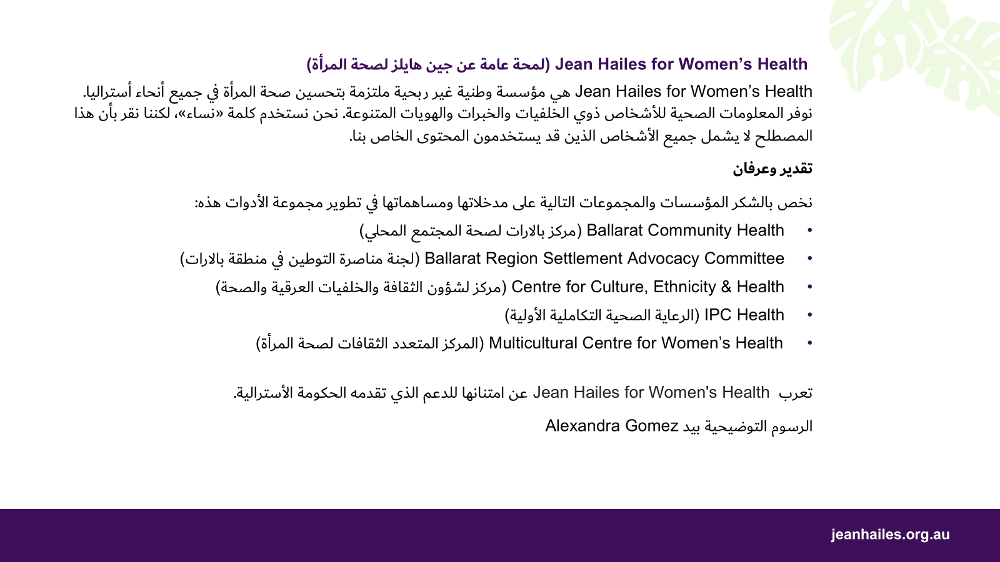 Jean Hailes for Women’s Health (لمحة عامة عن جين هايلز لصحة المرأة)
Jean Hailes for Women’s Health هي مؤسسة وطنية غير ربحية ملتزمة بتحسين صحة المرأة في جميع أنحاء أستراليا.
نوفر المعلومات الصحية للأشخاص ذوي الخلفيات والخبرات والهويات المتنوعة. نحن نستخدم كلمة «نساء»، لكننا نقر بأن هذا
المصطلح لا يشمل جميع الأشخاص الذين قد يستخدمون المحتوى الخاص بنا.
تقدير وعرفان
نخص بالشكر المؤسسات والمجموعات التالية على مدخلاتها ومساهماتها في تطوير مجموعة الأدوات هذه:
• Ballarat Community Health (مركز بالارات لصحة المجتمع المحلي)
• Ballarat Region Settlement Advocacy Committee (لجنة مناصرة التوطين في منطقة بالارات)
• Centre for Culture, Ethnicity & Health (مركز لشؤون الثقافة والخلفيات العرقية والصحة)
• IPC Health (الرعاية الصحية التكاملية الأولية)
• Multicultural Centre for Women’s Health (المركز المتعدد الثقافات لصحة المرأة)
تعرب Jean Hailes for Women's Health عن امتنانها للدعم الذي تقدمه الحكومة الأسترالية.
الرسوم التوضيحية بيد Alexandra Gomez
jeanhailes.org.au